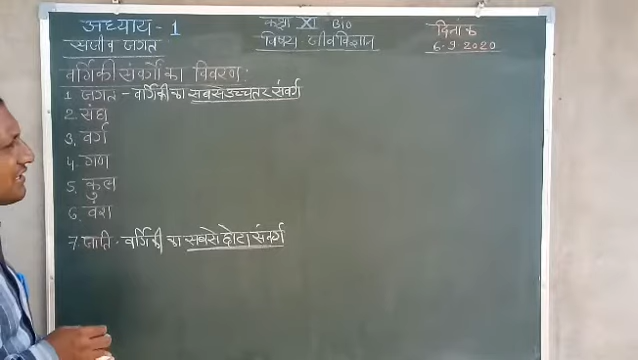 अध्याय - 1
सजीव जगत
कक्षा XI Bio
विषय जीवविज्ञान
दिनांक
6-9 2020
वर्गिकी संवर्गो का विवरण:
1 जगत - वर्गिकी का सबसे उच्चतर संवर्ग
2. संघ
3. वर्ग
4. गण
5. कुल
6. वंश
7. जाति - वर्गिकी का सबसे छोटा संवर्ग